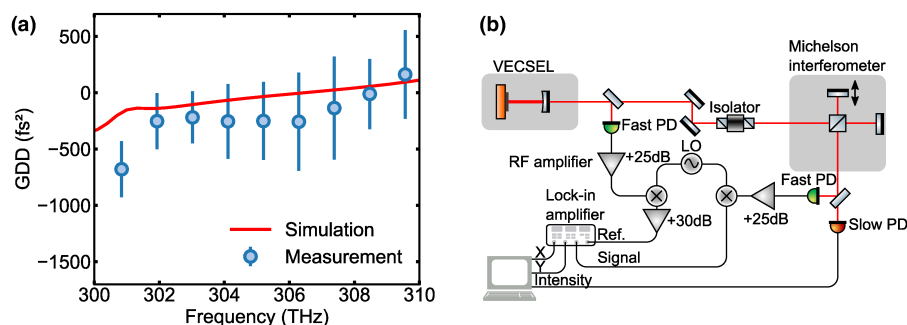 (a)
500
0
−500
−1000
−1500
GDD (fs²)
Simulation
Measurement
300 302 304 306 308 310
Frequency (THz)
(b)
VECSEL
Michelson
interferometer
Isolator
Fast PD
RF amplifier
+25dB
LO
Fast PD
Lock-in
amplifier
+30dB
+25dB
Slow PD
Ref.
X
Y
Signal
Intensity